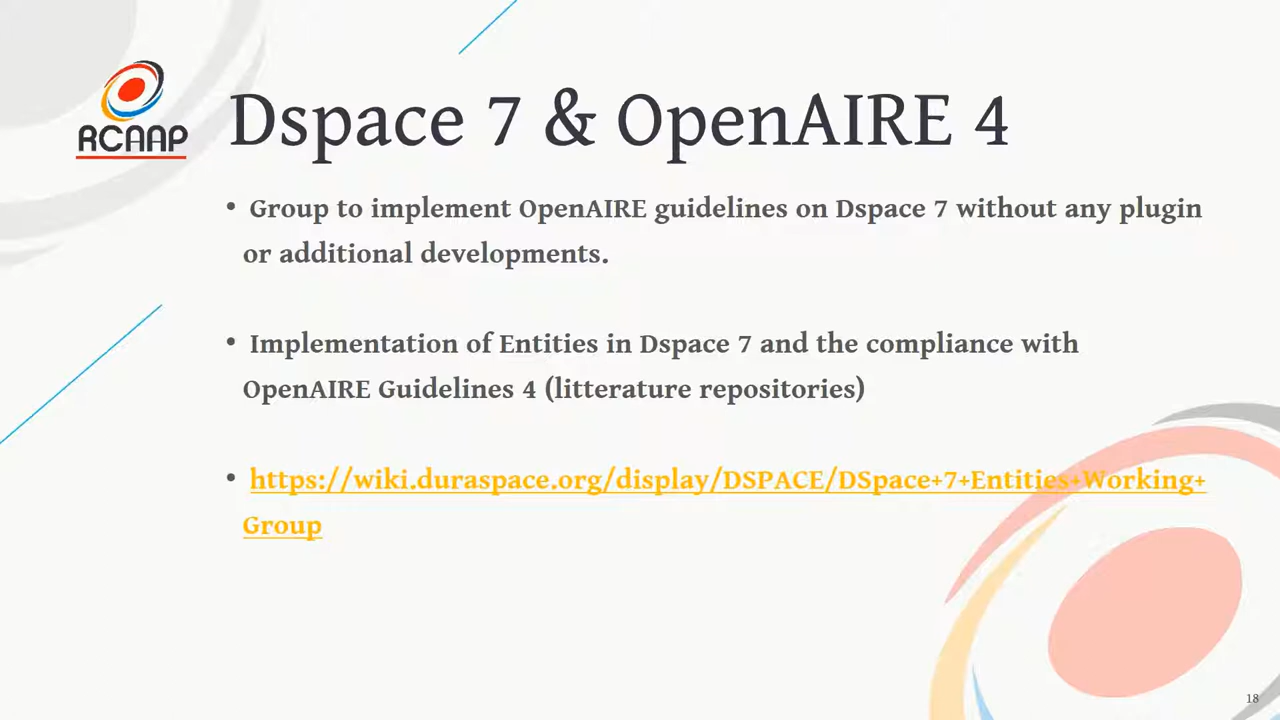 RCAAP
Dspace 7 & OpenAIRE 4
• Group to implement OpenAIRE guidelines on Dspace 7 without any plugin
or additional developments.
• Implementation of Entities in Dspace 7 and the compliance with
OpenAIRE Guidelines 4 (litterature repositories)
• https://wiki.duraspace.org/display/DSPACE/DSpace+7+Entities+Working+
Group
18